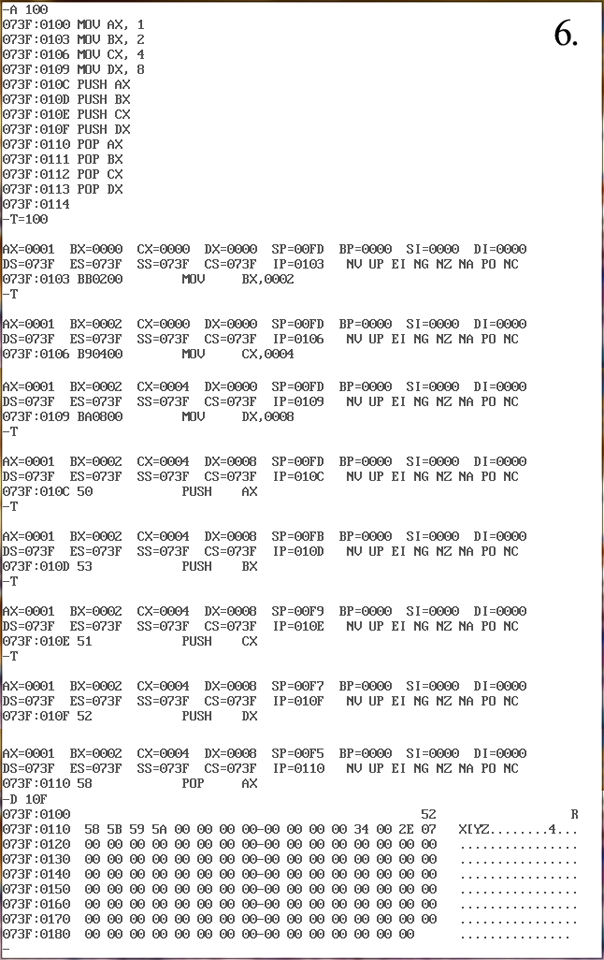 -A 100
6.
073F:0100 MOV AX, 1
073F:0103 MOV BX, 2
073F:0106 MOV CX, 4
073F:0109 MOV DX, 8
073F:010C PUSH AX
073F:010D PUSH BX
073F:010E PUSH CX
073F:010F PUSH DX
073F:0110 POP AX
073F:0111 POP BX
073F:0112 POP CX
073F:0113 POP DX
073F:0114
-T=100
AX=0001 BX=0000 CX=0000 DX=0000 SP=00FD BP=0000 SI=0000 DI=0000
DS=073F ES=073F SS=073F CS=073F IP=0103 NV UP EI NG NZ NA PO NC
073F:0103 BB0200 MOV BX,0002
-T
AX=0001 BX=0002 CX=0000 DX=0000 SP=00FD BP=0000 SI=0000 DI=0000
DS=073F ES=073F SS=073F CS=073F IP=0106 NV UP EI NG NZ NA PO NC
073F:0106 B90400 MOV CX,0004
AX=0001 BX=0002 CX=0004 DX=0000 SP=00FD BP=0000 SI=0000 DI=0000
DS=073F ES=073F SS=073F CS=073F IP=0109 NV UP EI NG NZ NA PO NC
073F:0109 BA0800 MOV DX,0008
-T
AX=0001 BX=0002 CX=0004 DX=0008 SP=00FD BP=0000 SI=0000 DI=0000
DS=073F ES=073F SS=073F CS=073F IP=010C NV UP EI NG NZ NA PO NC
073F:010C 50 PUSH AX
-T
AX=0001 BX=0002 CX=0004 DX=0008 SP=00FB BP=0000 SI=0000 DI=0000
DS=073F ES=073F SS=073F CS=073F IP=010D NV UP EI NG NZ NA PO NC
073F:010D 53 PUSH BX
-T
AX=0001 BX=0002 CX=0004 DX=0008 SP=00F9 BP=0000 SI=0000 DI=0000
DS=073F ES=073F SS=073F CS=073F IP=010E NV UP EI NG NZ NA PO NC
073F:010E 51 PUSH CX
-T
AX=0001 BX=0002 CX=0004 DX=0008 SP=00F7 BP=0000 SI=0000 DI=0000
DS=073F ES=073F SS=073F CS=073F IP=010F NV UP EI NG NZ NA PO NC
073F:010F 52 PUSH DX
AX=0001 BX=0002 CX=0004 DX=0008 SP=00F5 BP=0000 SI=0000 DI=0000
DS=073F ES=073F SS=073F CS=073F IP=0110 NV UP EI NG NZ NA PO NC
073F:0110 58 POP AX
-D 10F
073F:0100 52 R
073F:0110 58 5B 59 5A 00 00 00 00-00 00 00 00 34 00 2E 07 X[YZ........4...
073F:0120 00 00 00 00 00 00 00 00-00 00 00 00 00 00 00 00 ................
073F:0130 00 00 00 00 00 00 00 00-00 00 00 00 00 00 00 00 ................
073F:0140 00 00 00 00 00 00 00 00-00 00 00 00 00 00 00 00 ................
073F:0150 00 00 00 00 00 00 00 00-00 00 00 00 00 00 00 00 ................
073F:0160 00 00 00 00 00 00 00 00-00 00 00 00 00 00 00 00 ................
073F:0170 00 00 00 00 00 00 00 00-00 00 00 00 00 00 00 00 ................
073F:0180 00 00 00 00 00 00 00 00-00 00 00 00 00 00 00 ...............
-